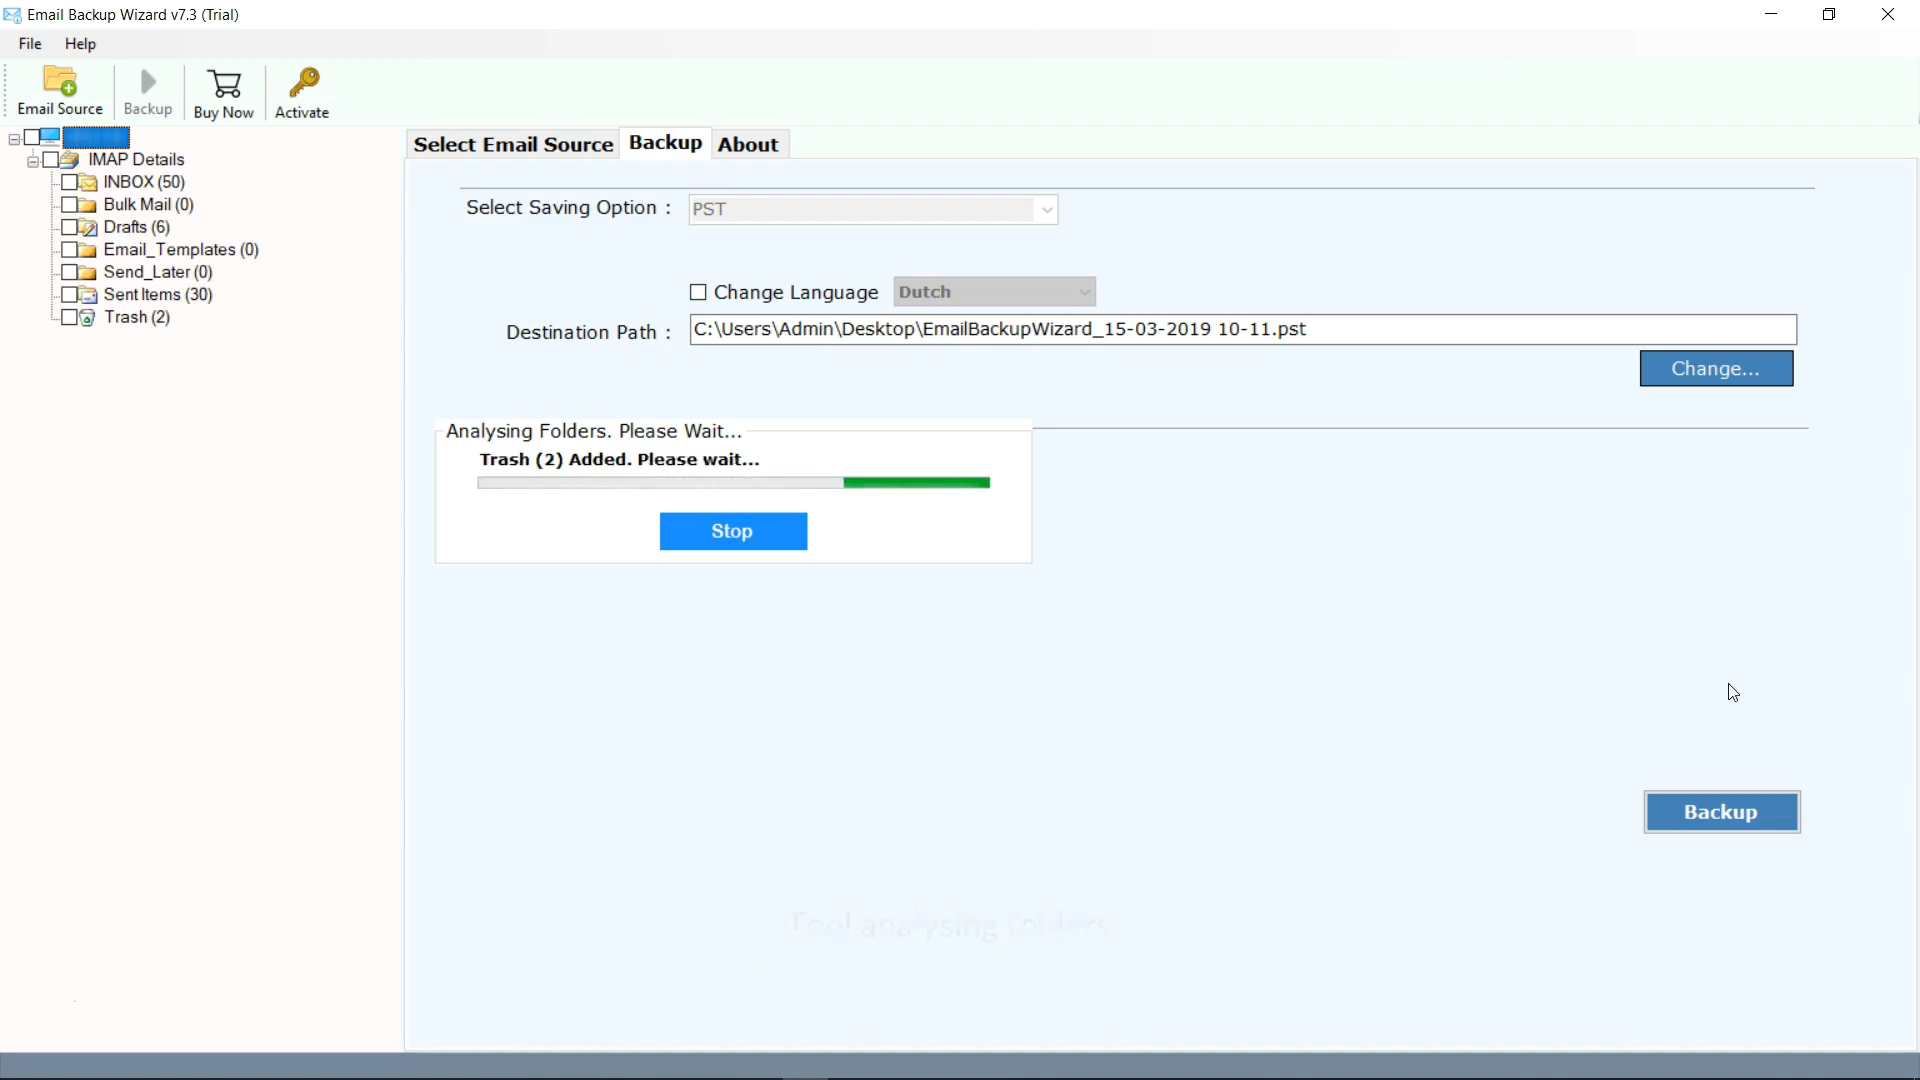 Email Backup Wizard v7.3 (Trial)
File Help
Email Source Backup Buy Now Activate
IMAP Details
INBOX (50)
Bulk Mail (0)
Drafts (6)
Email_Templates (0)
Send_Later (0)
Sent Items (30)
Trash (2)
Select Email Source Backup About
Select Saving Option : PST
Change Language Dutch
Destination Path : C:\Users\Admin\Desktop\EmailBackupWizard_15-03-2019 10-11.pst
Change...
Analysing Folders. Please Wait...
Trash (2) Added. Please wait...
Stop
Backup
Tool analysing folders